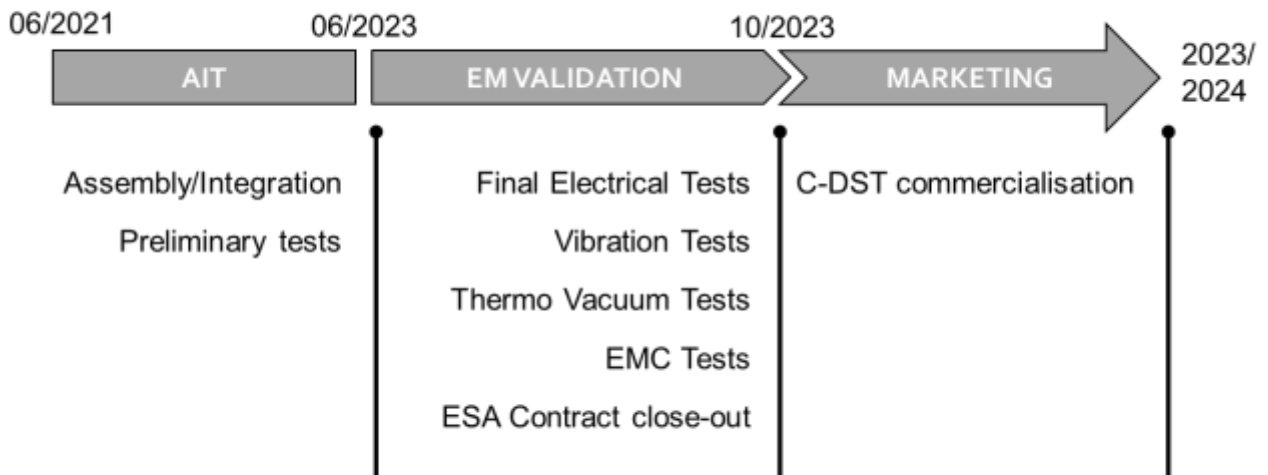 06/2021
06/2023
10/2023
2023/
2024
AIT
EM VALIDATION
MARKETING
Assembly/Integration
Preliminary tests
Final Electrical Tests
Vibration Tests
Thermo Vacuum Tests
EMC Tests
ESA Contract close-out
C-DST commercialisation